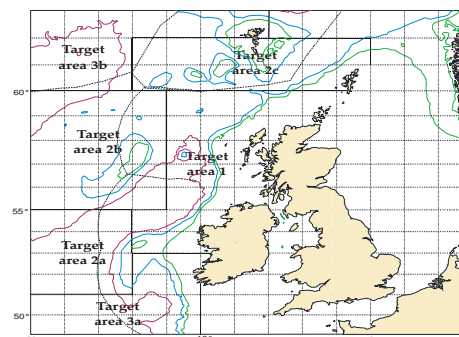 Target
area 3b
Target
area 2c
60
Target
area 2b
Target
area 1
55
Target
area 2a
Target
area 3a
50